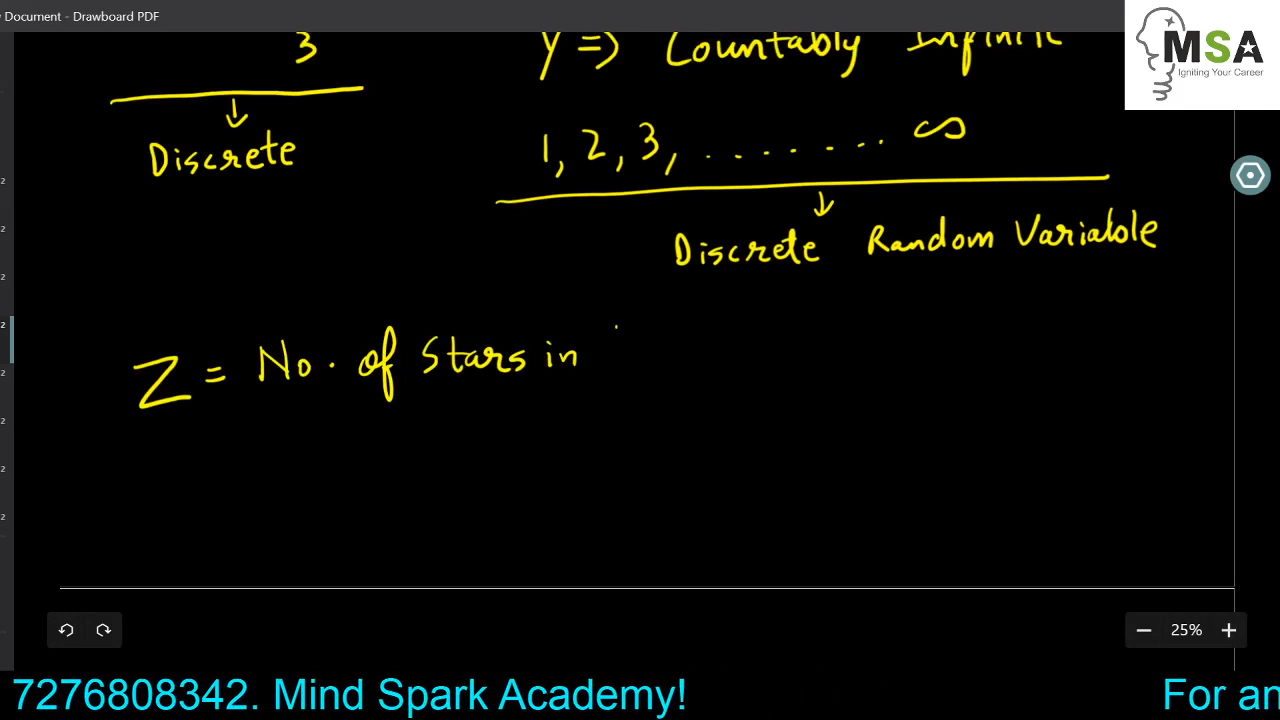 Document - Drawboard PDF
MSA
Igniting Your Career
3
y => Countably Infinite
Discrete
1, 2, 3, ....... ∞
Discrete Random Variable
Z = No. of Stars in
25%
7276808342. Mind Spark Academy!
For an